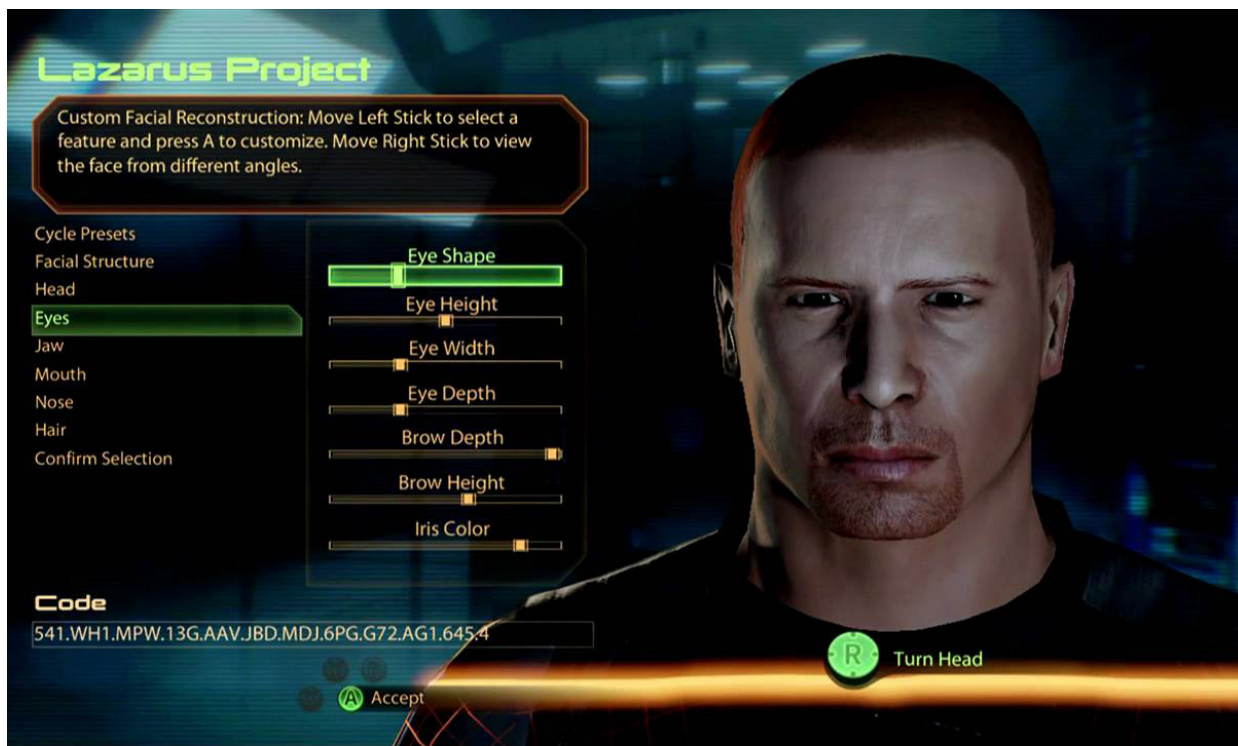 Lazarus Project
Custom Facial Reconstruction: Move Left Stick to select a
feature and press A to customize. Move Right Stick to view
the face from different angles.
Cycle Presets
Facial Structure
Head
Eyes
Jaw
Mouth
Nose
Hair
Confirm Selection
Eye Shape
Eye Height
Eye Width
Eye Depth
Brow Depth
Brow Height
Iris Color
Code
541.WH1.MPW.13G.AAV.JBD.MDJ.6PG.G72.AG1.645.4
A Accept
R Turn Head